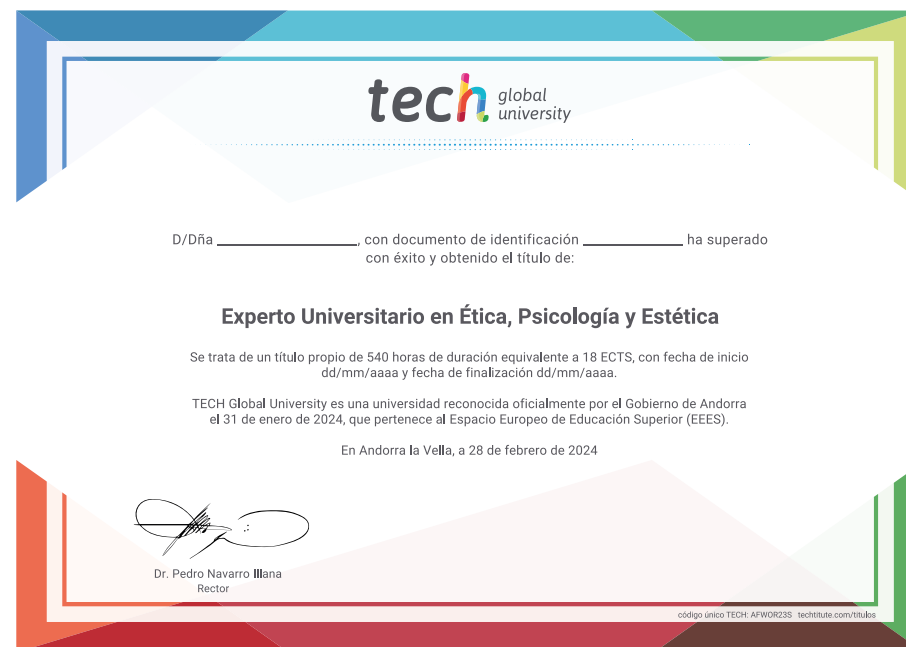 tech global university
D/Dña ____________________, con documento de identificación ______________ ha superado
con éxito y obtenido el título de:
Experto Universitario en Ética, Psicología y Estética
Se trata de un título propio de 540 horas de duración equivalente a 18 ECTS, con fecha de inicio
dd/mm/aaaa y fecha de finalización dd/mm/aaaa.
TECH Global University es una universidad reconocida oficialmente por el Gobierno de Andorra
el 31 de enero de 2024, que pertenece al Espacio Europeo de Educación Superior (EEES).
En Andorra la Vella, a 28 de febrero de 2024
Dr. Pedro Navarro Illana
Rector
código único TECH: AFWOR23S techtitute.com/titulos